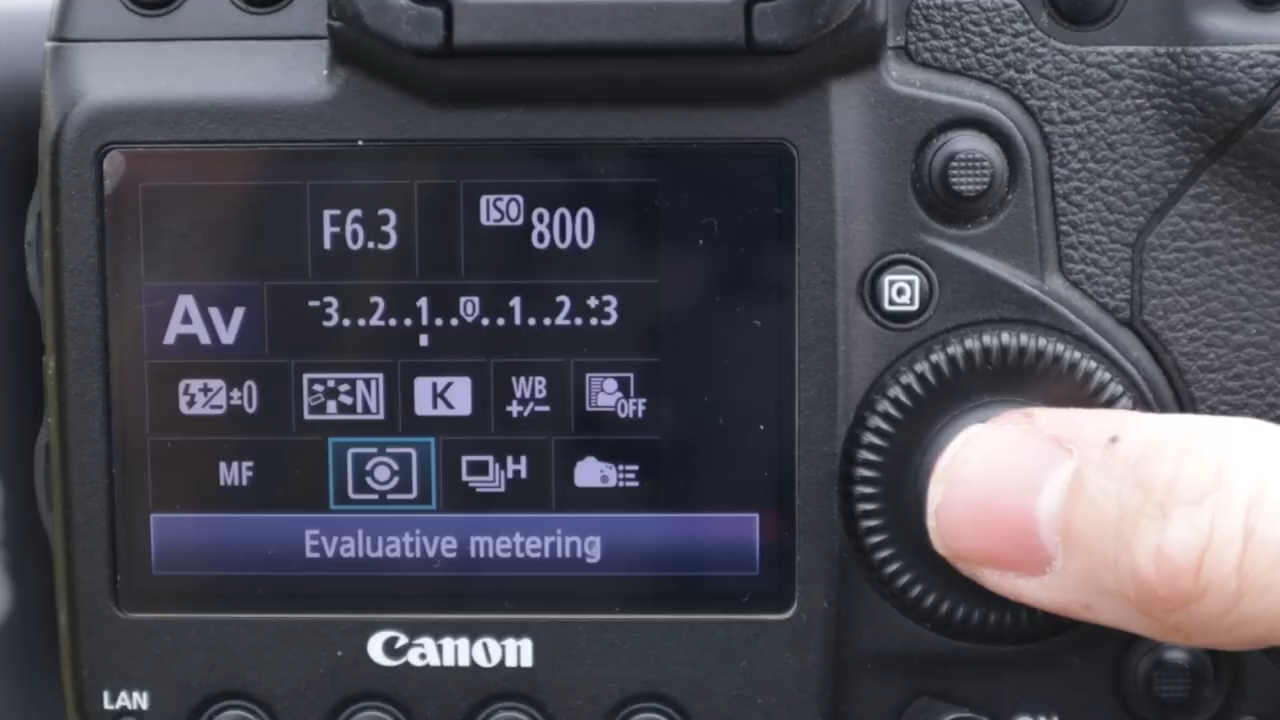 F6.3 ISO 800
Av -3..2..1..0..1..2.:+3
±0 N K WB +/- OFF
MF H
Evaluative metering
Q
Canon
LAN